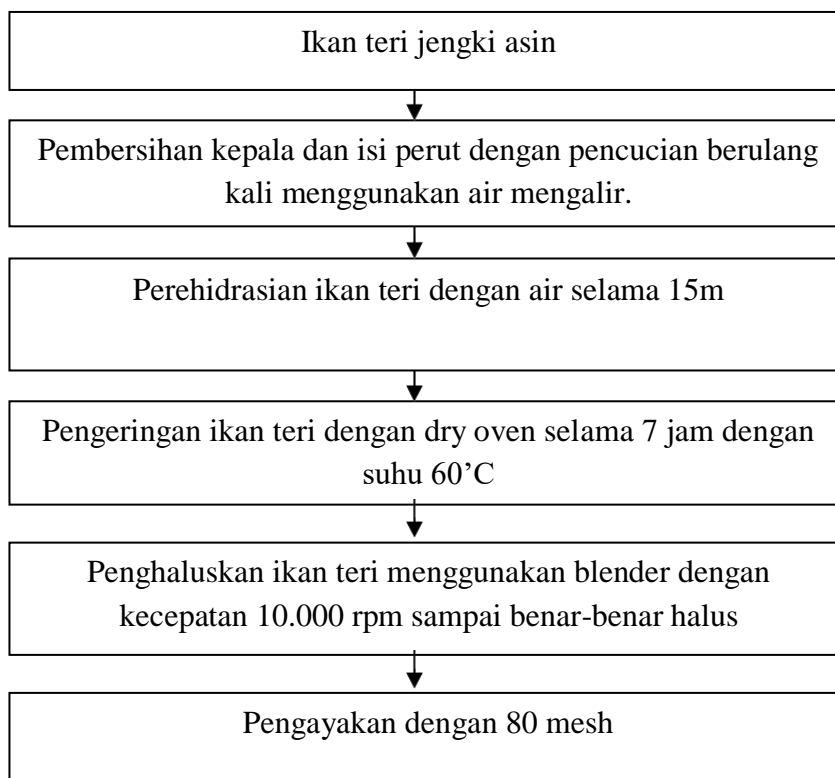 Ikan teri jengki asin
Pembersihan kepala dan isi perut dengan pencucian berulang
kali menggunakan air mengalir.
Perehidrasian ikan teri dengan air selama 15m
Pengeringan ikan teri dengan dry oven selama 7 jam dengan
suhu 60’C
Penghaluskan ikan teri menggunakan blender dengan
kecepatan 10.000 rpm sampai benar-benar halus
Pengayakan dengan 80 mesh